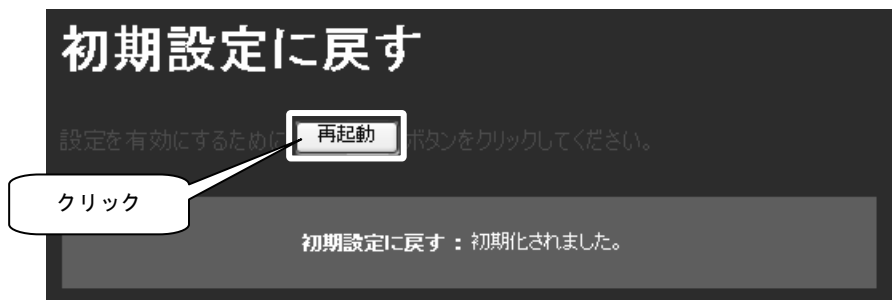 初期設定に戻す
設定を有効にするために 再起動 ボタンをクリックしてください。
クリック
初期設定に戻す：初期化されました。